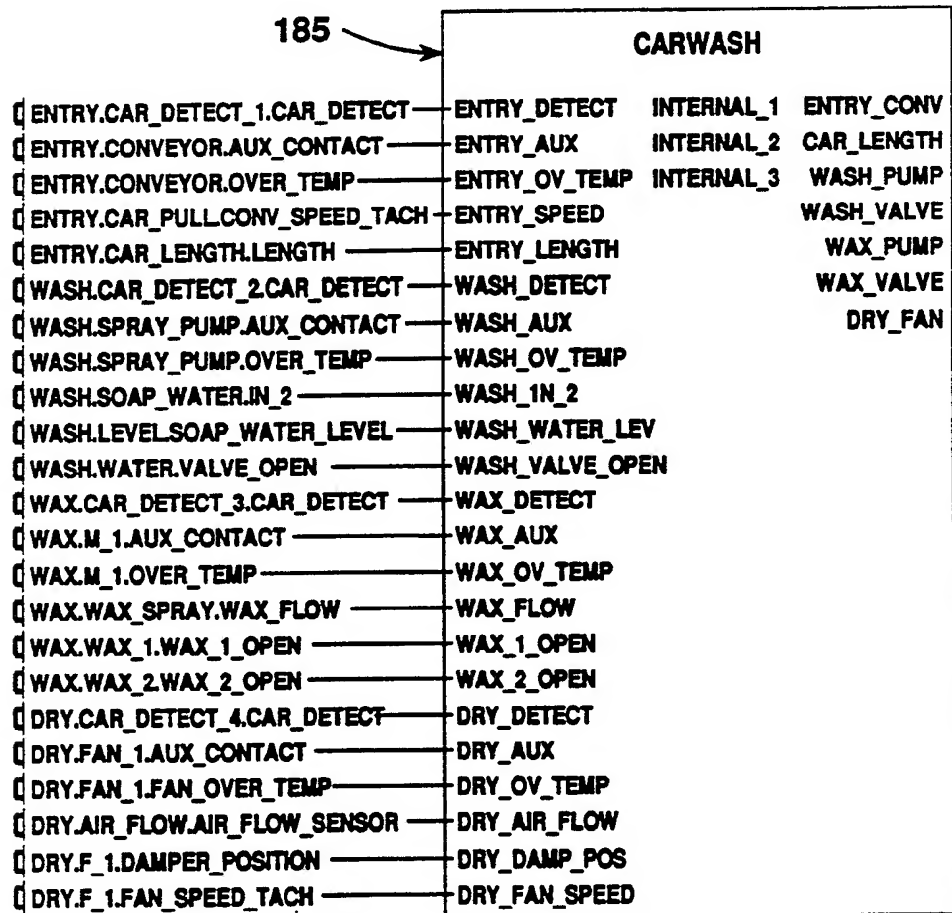 185
CARWASH
ENTRY.CAR_DETECT_1.CAR_DETECT ENTRY_DETECT INTERNAL_1 ENTRY_CONV
ENTRY.CONVEYOR.AUX_CONTACT ENTRY_AUX INTERNAL_2 CAR_LENGTH
ENTRY.CONVEYOR.OVER_TEMP ENTRY_OV_TEMP INTERNAL_3 WASH_PUMP
ENTRY.CAR_PULL.CONV_SPEED_TACH ENTRY_SPEED WASH_VALVE
ENTRY.CAR_LENGTH.LENGTH ENTRY_LENGTH WAX_PUMP
WASH.CAR_DETECT_2.CAR_DETECT WASH_DETECT WAX_VALVE
WASH.SPRAY_PUMP.AUX_CONTACT WASH_AUX DRY_FAN
WASH.SPRAY_PUMP.OVER_TEMP WASH_OV_TEMP
WASH.SOAP_WATER.IN_2 WASH_1N_2
WASH.LEVEL.SOAP_WATER_LEVEL WASH_WATER_LEV
WASH.WATER.VALVE_OPEN WASH_VALVE_OPEN
WAX.CAR_DETECT_3.CAR_DETECT WAX_DETECT
WAX.M_1.AUX_CONTACT WAX_AUX
WAX.M_1.OVER_TEMP WAX_OV_TEMP
WAX.WAX_SPRAY.WAX_FLOW WAX_FLOW
WAX.WAX_1.WAX_1_OPEN WAX_1_OPEN
WAX.WAX_2.WAX_2_OPEN WAX_2_OPEN
DRY.CAR_DETECT_4.CAR_DETECT DRY_DETECT
DRY.FAN_1.AUX_CONTACT DRY_AUX
DRY.FAN_1.FAN_OVER_TEMP DRY_OV_TEMP
DRY.AIR_FLOW.AIR_FLOW_SENSOR DRY_AIR_FLOW
DRY.F_1.DAMPER_POSITION DRY_DAMP_POS
DRY.F_1.FAN_SPEED_TACH DRY_FAN_SPEED